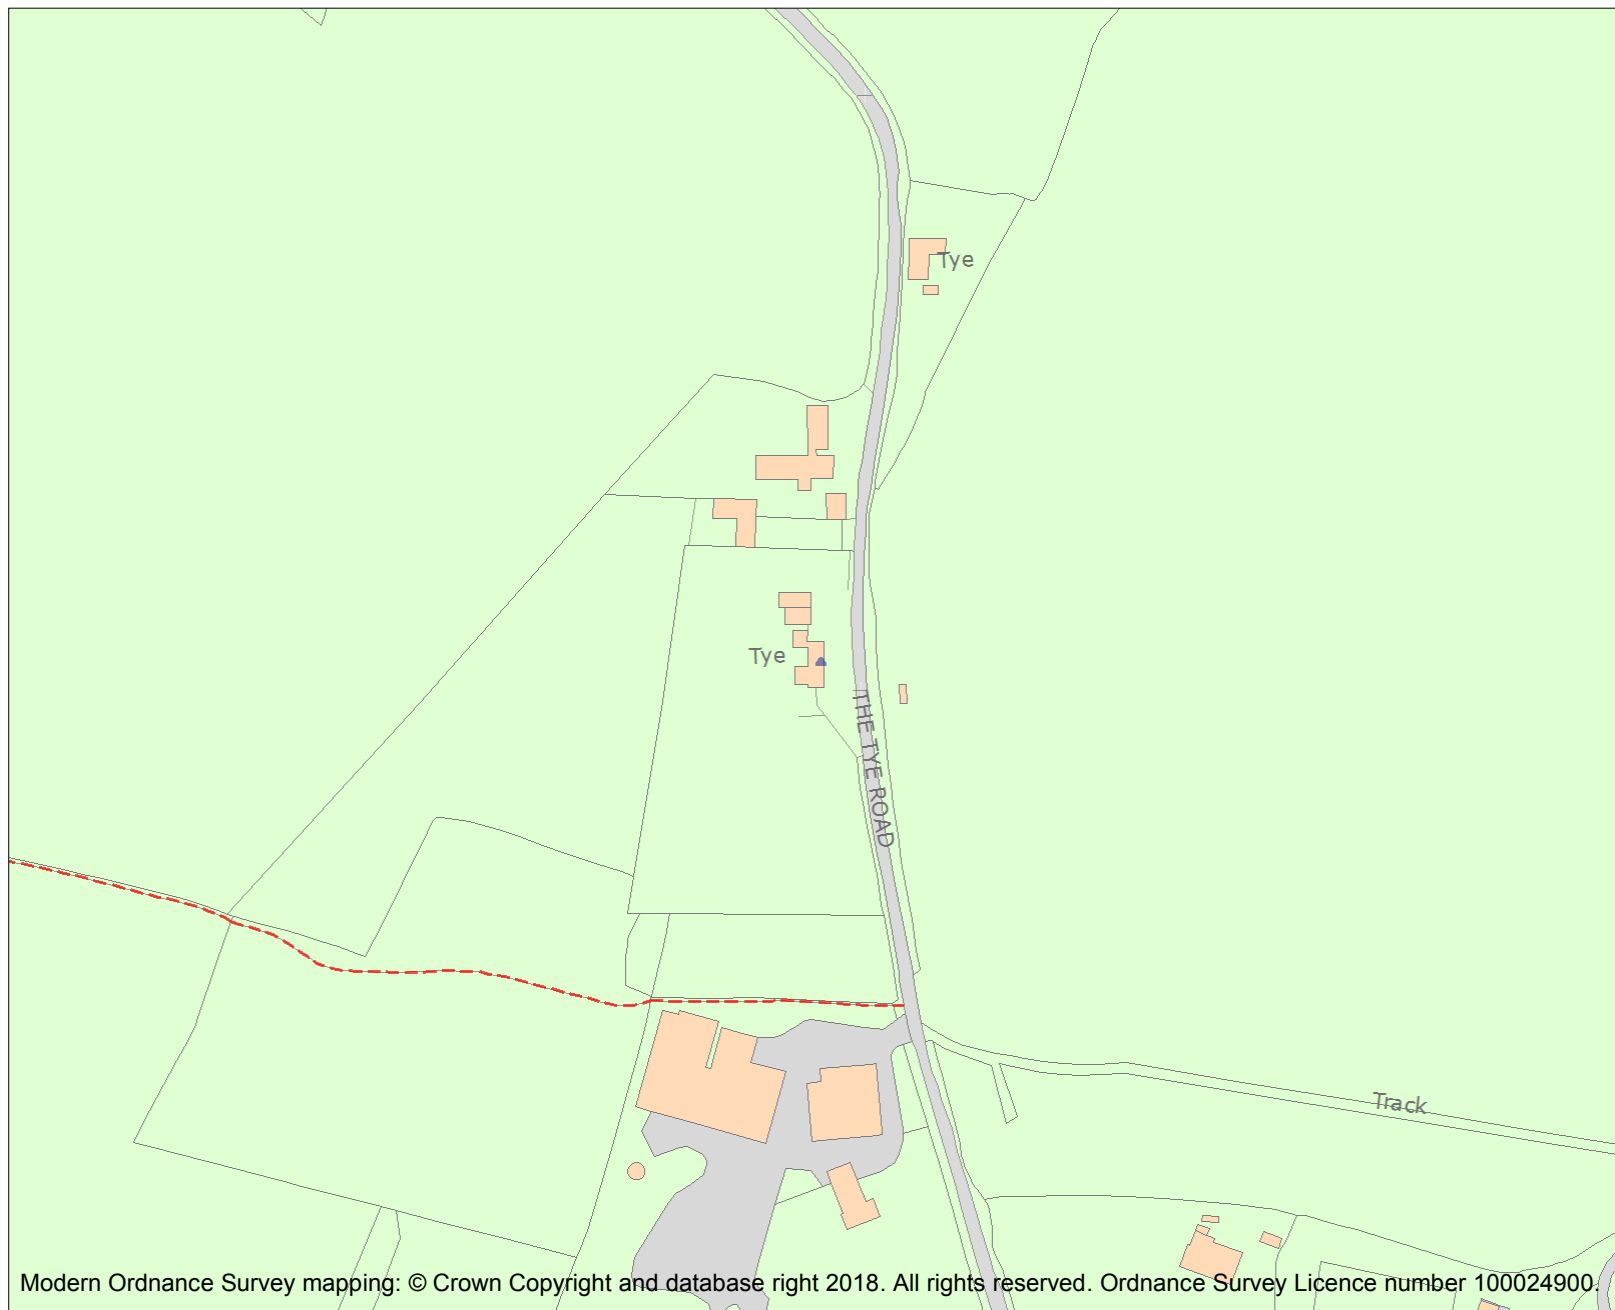 Tye
Tye
THE TYE ROAD
Track
Modern Ordnance Survey mapping: © Crown Copyright and database right 2018. All rights reserved. Ordnance Survey Licence number 100024900.